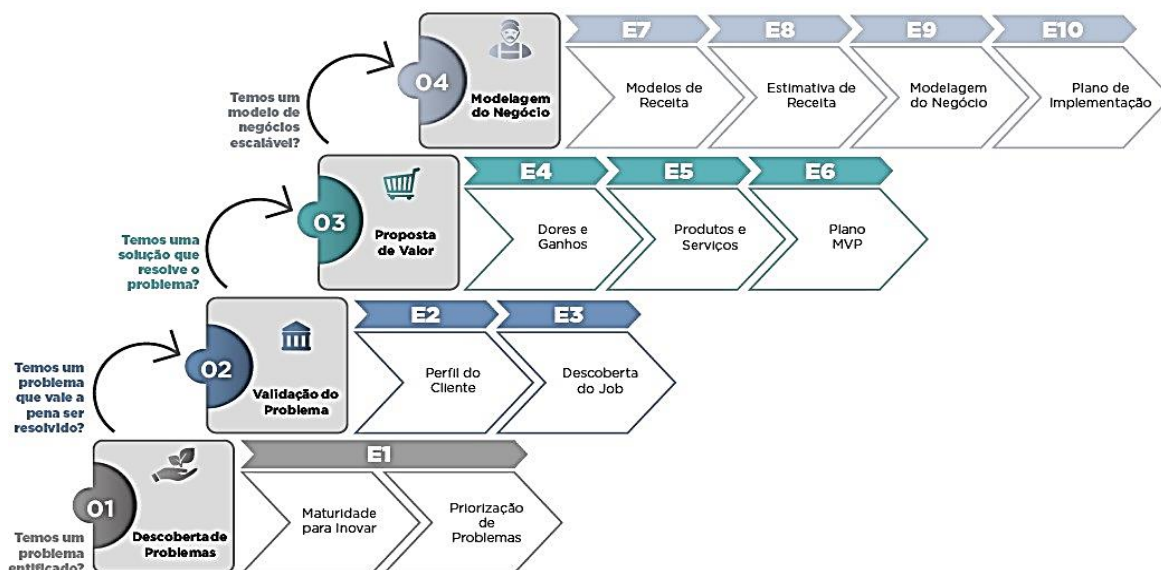 E7
E8
E9
E10
04
Modelagem
do Negócio
Modelos de
Receita
Estimativa de
Receita
Modelagem
do Negócio
Plano de
Implementação
Temos um
modelo de
negócios
escalável?
E4
E5
E6
03
Proposta
de Valor
Dores e
Ganhos
Produtos e
Serviços
Plano
MVP
Temos uma
solução que
resolve o
problema?
E2
E3
02
Validação do
Problema
Perfil do
Cliente
Descoberta
do Job
Temos um
problema
que vale a
pena ser
resolvido?
E1
01
Descoberta de
Problemas
Maturidade
para Inovar
Priorização
de
Problemas
Temos um
problema
entificado?